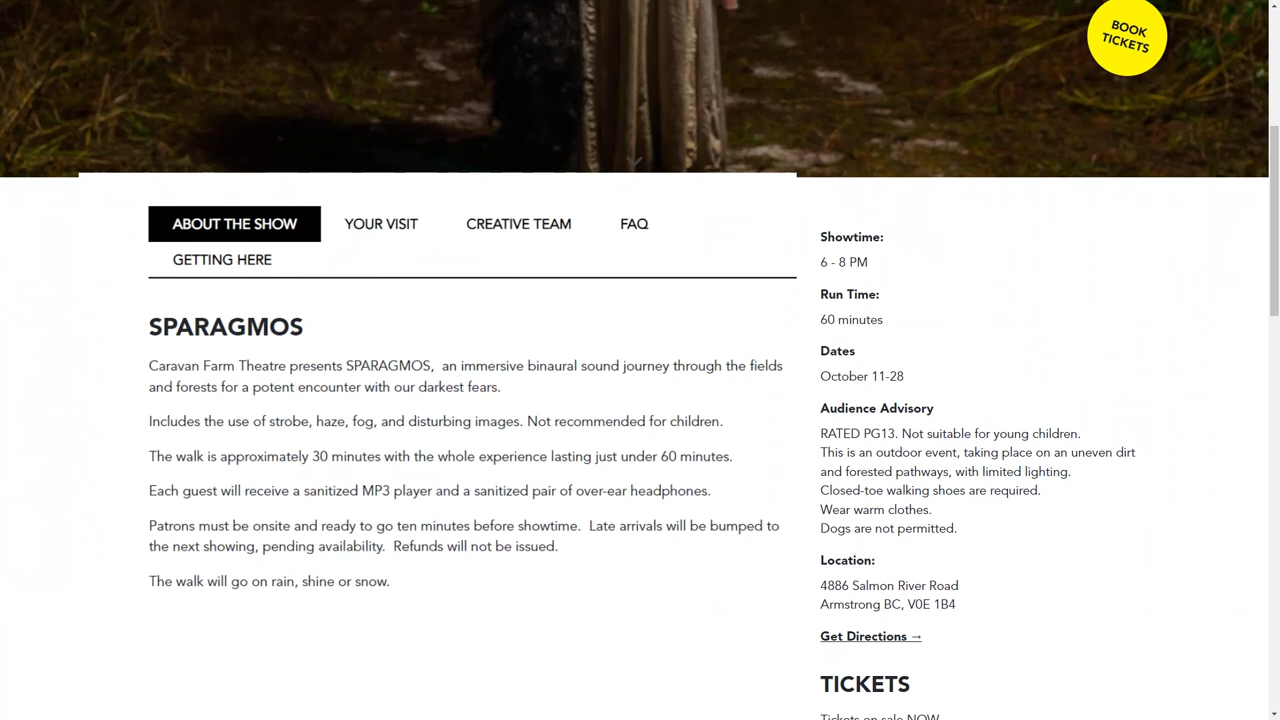 BOOK
TICKETS
ABOUT THE SHOW
YOUR VISIT
CREATIVE TEAM
FAQ
GETTING HERE
SPARAGMOS
Caravan Farm Theatre presents SPARAGMOS,  an immersive binaural sound journey through the fields
and forests for a potent encounter with our darkest fears.
Includes the use of strobe, haze, fog, and disturbing images. Not recommended for children.
The walk is approximately 30 minutes with the whole experience lasting just under 60 minutes.
Each guest will receive a sanitized MP3 player and a sanitized pair of over-ear headphones.
Patrons must be onsite and ready to go ten minutes before showtime.  Late arrivals will be bumped to
the next showing, pending availability.  Refunds will not be issued.
The walk will go on rain, shine or snow.
Showtime:
6 - 8 PM
Run Time:
60 minutes
Dates
October 11-28
Audience Advisory
RATED PG13. Not suitable for young children.
This is an outdoor event, taking place on an uneven dirt
and forested pathways, with limited lighting.
Closed-toe walking shoes are required.
Wear warm clothes.
Dogs are not permitted.
Location:
4886 Salmon River Road
Armstrong BC, V0E 1B4
Get Directions →
TICKETS
Tickets on sale NOW